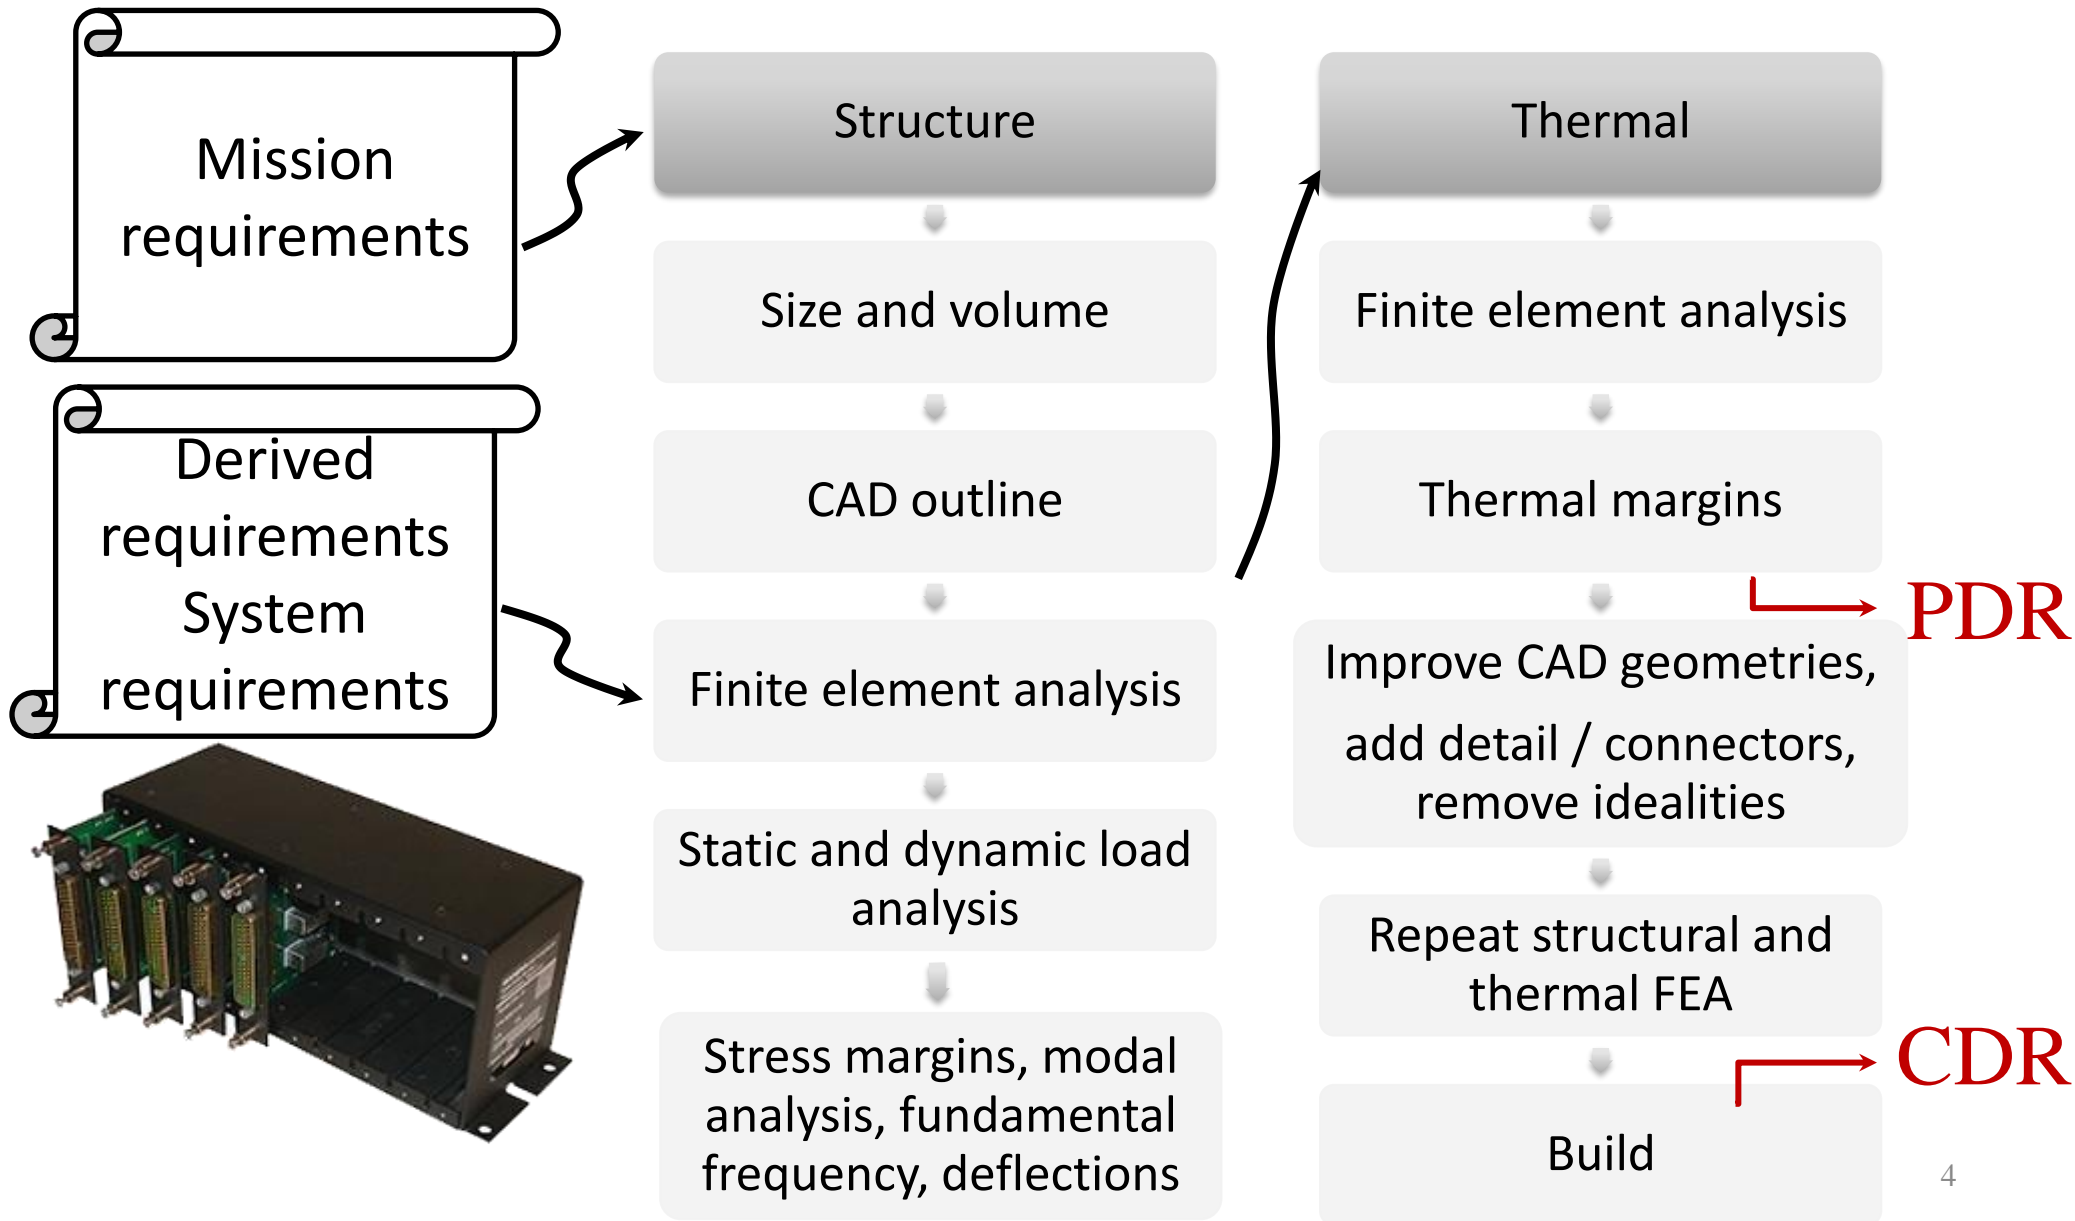 Mission
requirements
Derived
requirements
System
requirements
Structure
Size and volume
CAD outline
Finite element analysis
Static and dynamic load
analysis
Stress margins, modal
analysis, fundamental
frequency, deflections
Thermal
Finite element analysis
Thermal margins
PDR
Improve CAD geometries,
add detail / connectors,
remove idealities
Repeat structural and
thermal FEA
CDR
Build
4